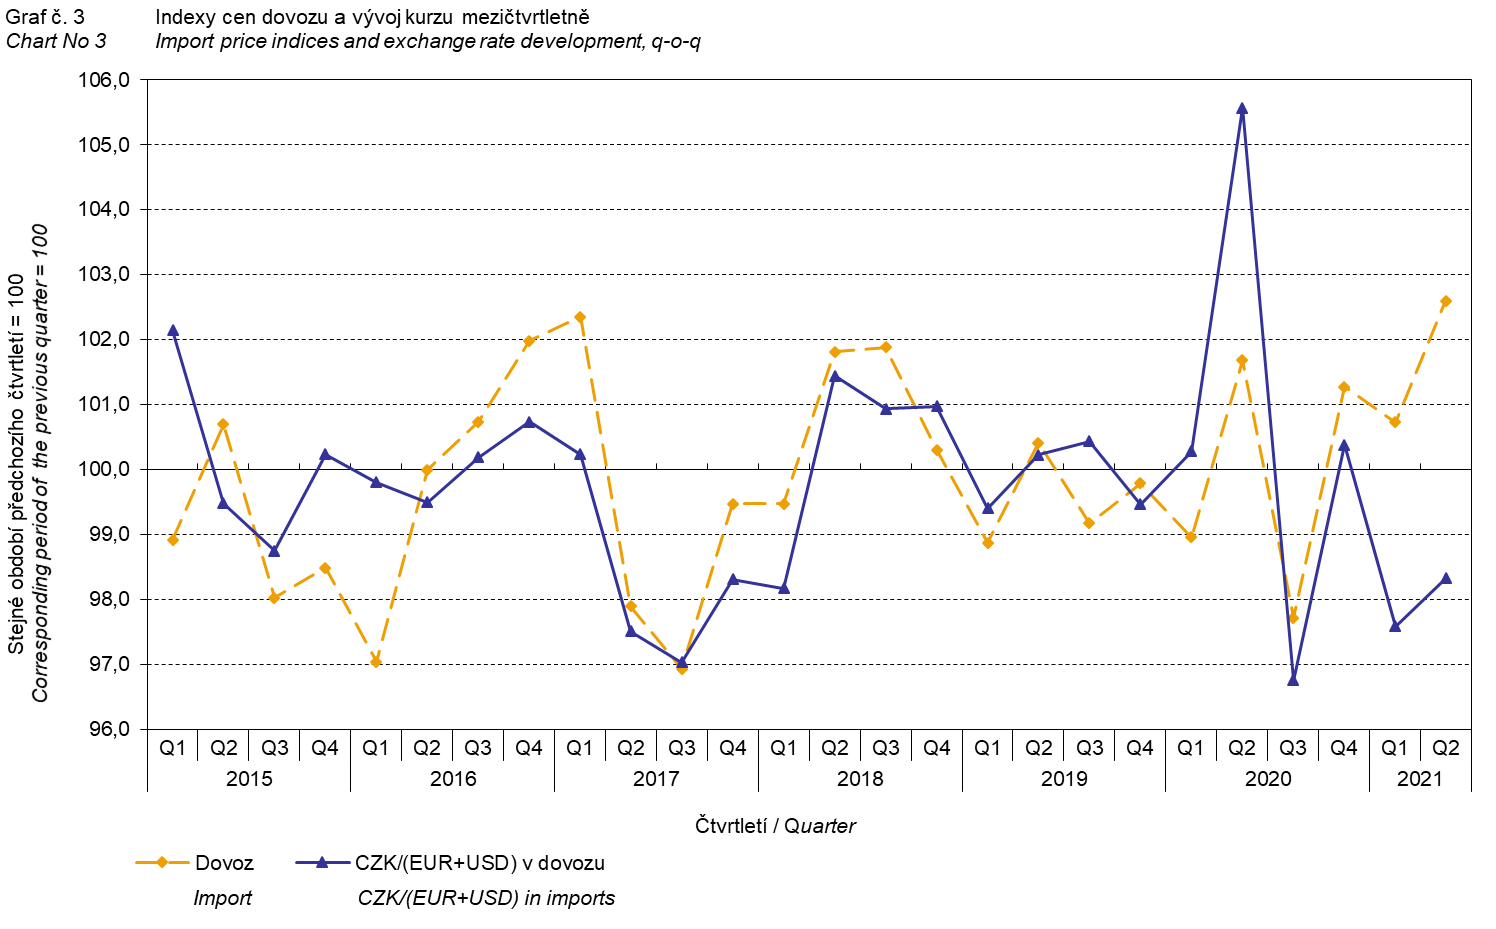 Graf č. 3 Indexy cen dovozu a vývoj kurzu mezičtvrtletně
Chart No 3 Import price indices and exchange rate development, q-o-q
Stejné období předchozího čtvrtletí = 100
Corresponding period of the previous quarter = 100
106,0
105,0
104,0
103,0
102,0
101,0
100,0
99,0
98,0
97,0
96,0
Q1 Q2 Q3 Q4 Q1 Q2 Q3 Q4 Q1 Q2 Q3 Q4 Q1 Q2 Q3 Q4 Q1 Q2 Q3 Q4 Q1 Q2 Q3 Q4 Q1 Q2
2015 2016 2017 2018 2019 2020 2021
Čtvrtletí / Quarter
Dovoz CZK/(EUR+USD) v dovozu
Import CZK/(EUR+USD) in imports